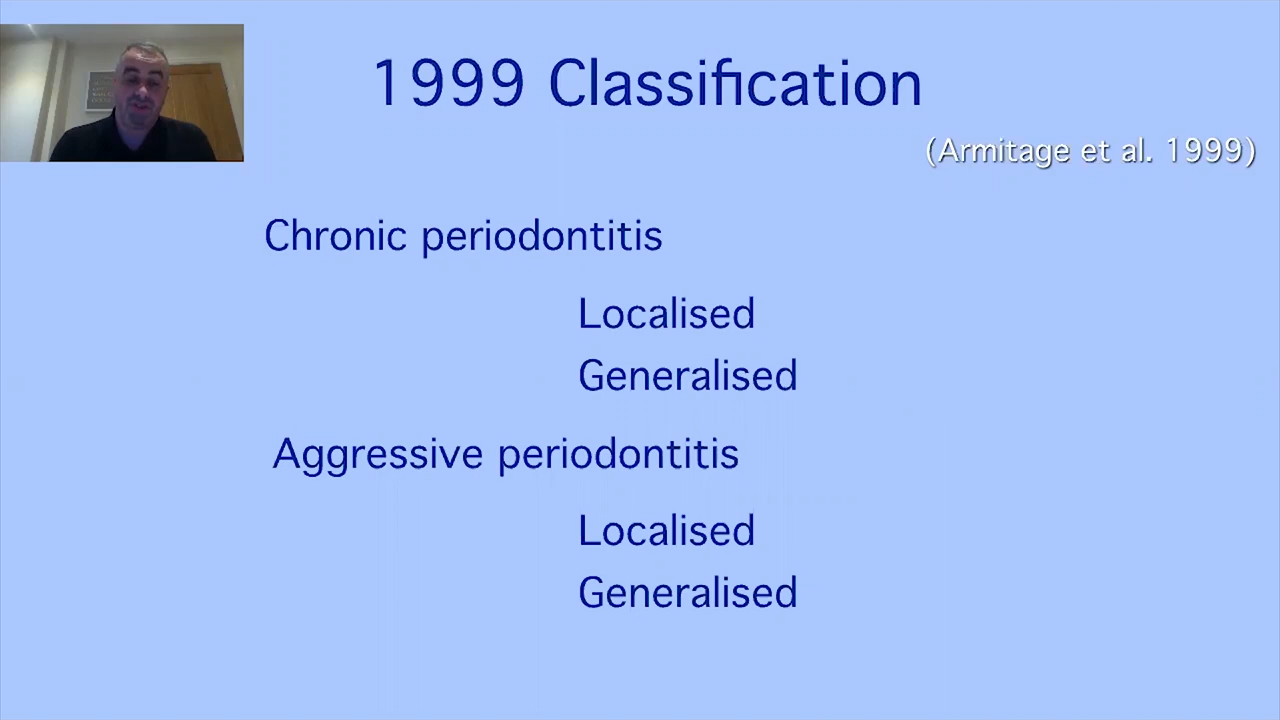 1999 Classification
(Armitage et al. 1999)
Chronic periodontitis
Localised
Generalised
Aggressive periodontitis
Localised
Generalised